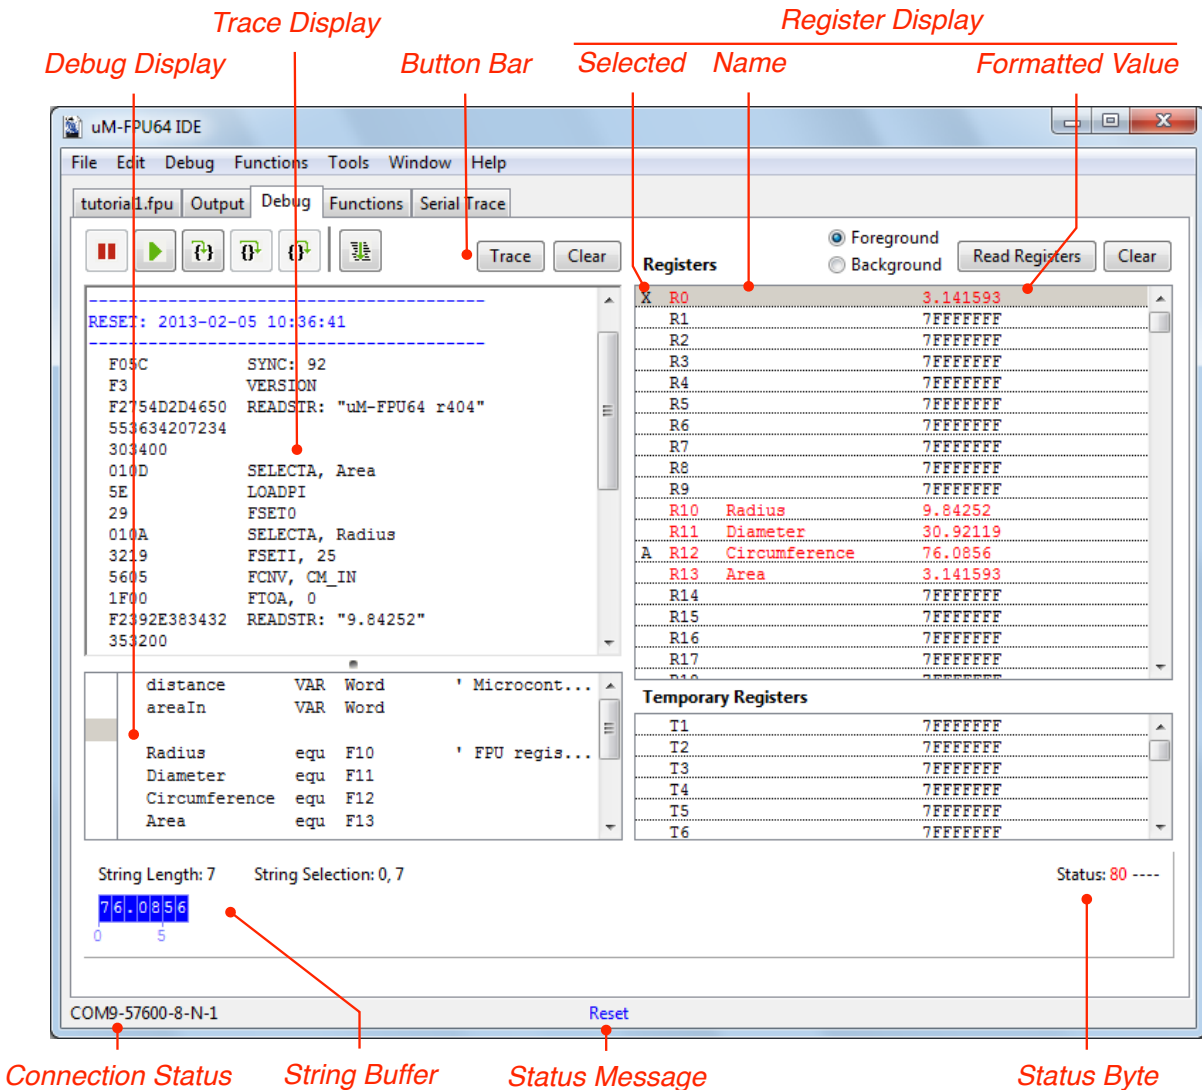 Trace Display
Register Display
Debug Display
Button Bar
Selected
Name
Formatted Value
uM-FPU64 IDE
File Edit Debug Functions Tools Window Help
tutorial1.fpu Output Debug Functions Serial Trace
Trace Clear
Registers
Foreground
Background
Read Registers Clear
----------------------------------------
RESET: 2013-02-05 10:36:41
----------------------------------------
F05C SYNC: 92
F3 VERSION
F2754D2D4650 READSTR: "uM-FPU64 r404"
553634207234
303400
010D SELECTA, Area
5E LOADPI
29 FSET0
010A SELECTA, Radius
3219 FSETI, 25
5605 FCNV, CM_IN
1F00 FTOA, 0
F2392E383432 READSTR: "9.84252"
353200
X R0 3.141593
R1 7FFFFFFF
R2 7FFFFFFF
R3 7FFFFFFF
R4 7FFFFFFF
R5 7FFFFFFF
R6 7FFFFFFF
R7 7FFFFFFF
R8 7FFFFFFF
R9 7FFFFFFF
R10 Radius 9.84252
R11 Diameter 30.92119
A R12 Circumference 76.0856
R13 Area 3.141593
R14 7FFFFFFF
R15 7FFFFFFF
R16 7FFFFFFF
R17 7FFFFFFF
distance VAR Word ' Microcont...
areaIn VAR Word
Radius equ F10 ' FPU regis...
Diameter equ F11
Circumference equ F12
Area equ F13
Temporary Registers
T1 7FFFFFFF
T2 7FFFFFFF
T3 7FFFFFFF
T4 7FFFFFFF
T5 7FFFFFFF
T6 7FFFFFFF
String Length: 7 String Selection: 0, 7
Status: 80 ----
76.0856
0 5
COM9-57600-8-N-1
Reset
Connection Status
String Buffer
Status Message
Status Byte